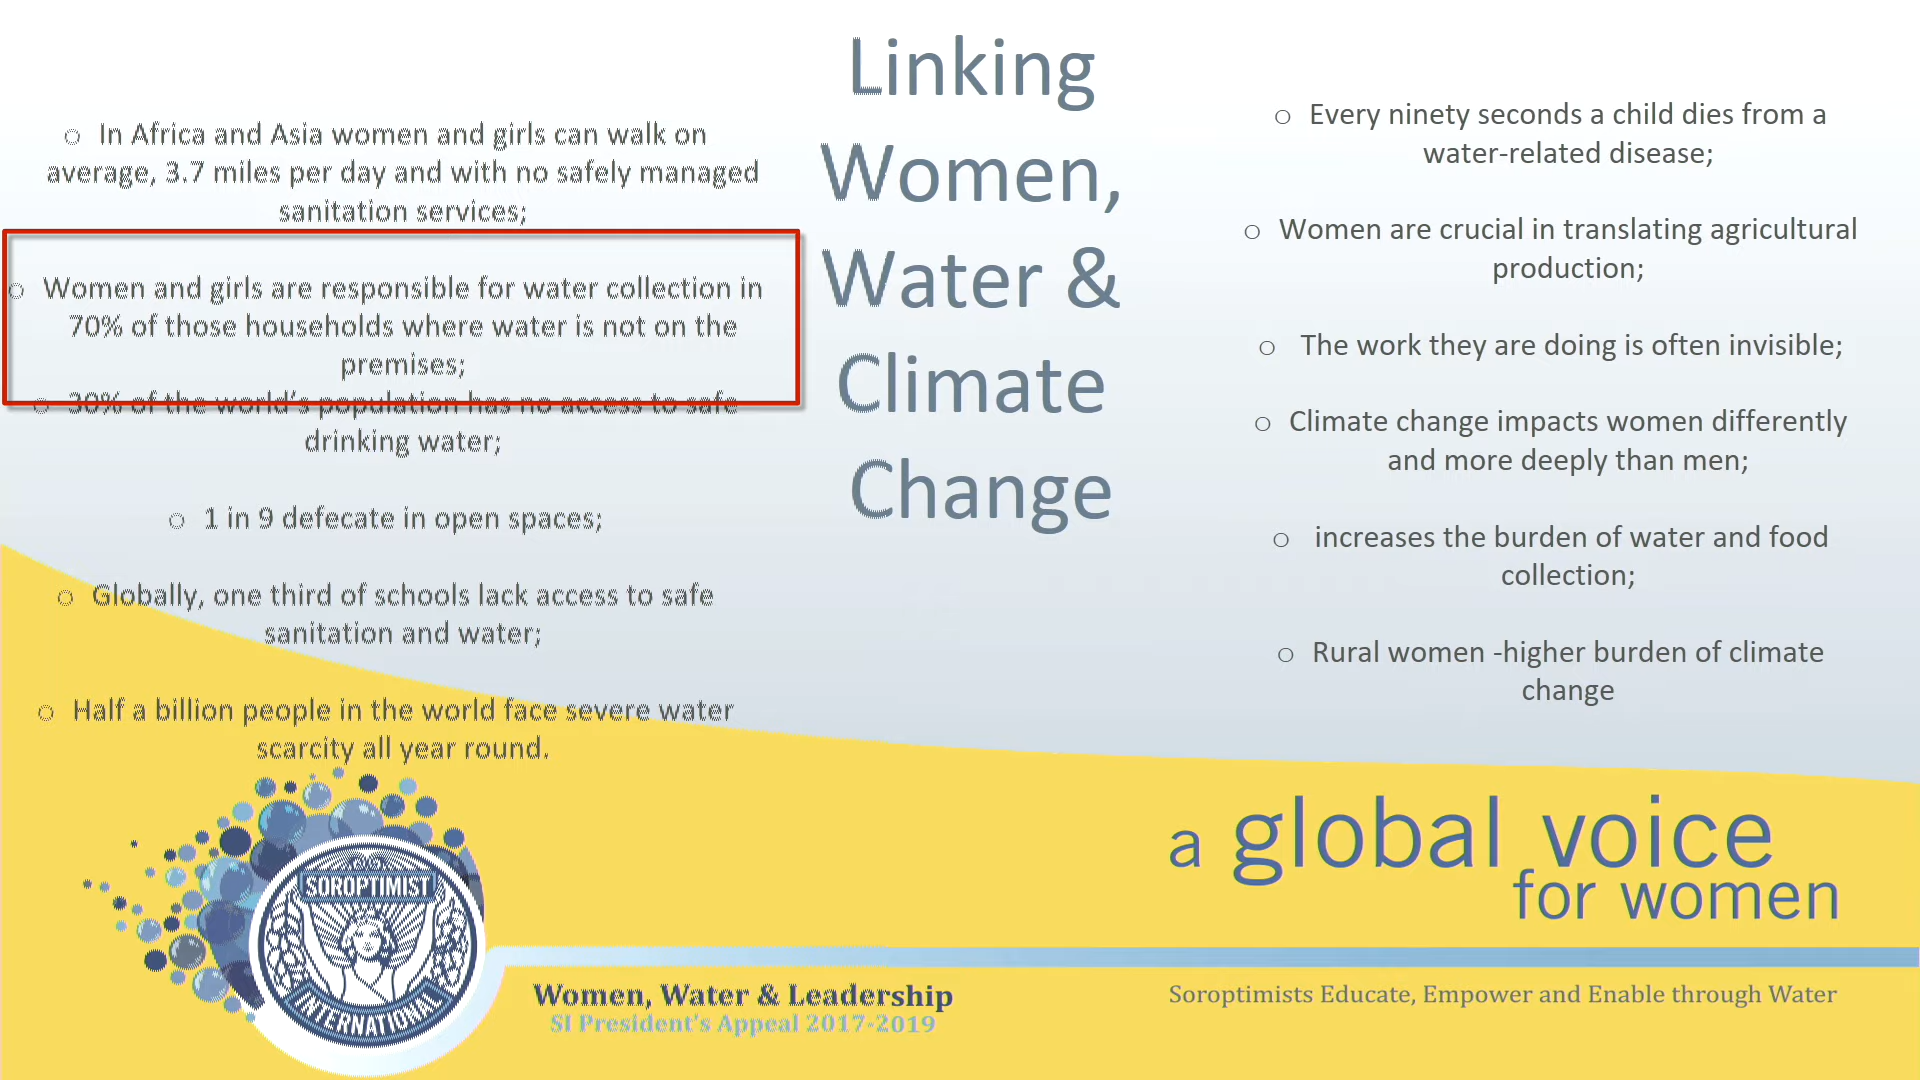 Linking
Women,
Water &
Climate
Change
○ In Africa and Asia women and girls can walk on
average, 3.7 miles per day and with no safely managed
sanitation services;
○ Women and girls are responsible for water collection in
70% of those households where water is not on the
premises;
○ 30% of the world's population has no access to safe
drinking water;
○ 1 in 9 defecate in open spaces;
○ Globally, one third of schools lack access to safe
sanitation and water;
○ Half a billion people in the world face severe water
scarcity all year round.
○ Every ninety seconds a child dies from a
water-related disease;
○ Women are crucial in translating agricultural
production;
○ The work they are doing is often invisible;
○ Climate change impacts women differently
and more deeply than men;
○ increases the burden of water and food
collection;
○ Rural women -higher burden of climate
change
a global voice
for women
SOROPTIMIST
INTERNATIONAL
Women, Water & Leadership
SI President's Appeal 2017-2019
Soroptimists Educate, Empower and Enable through Water